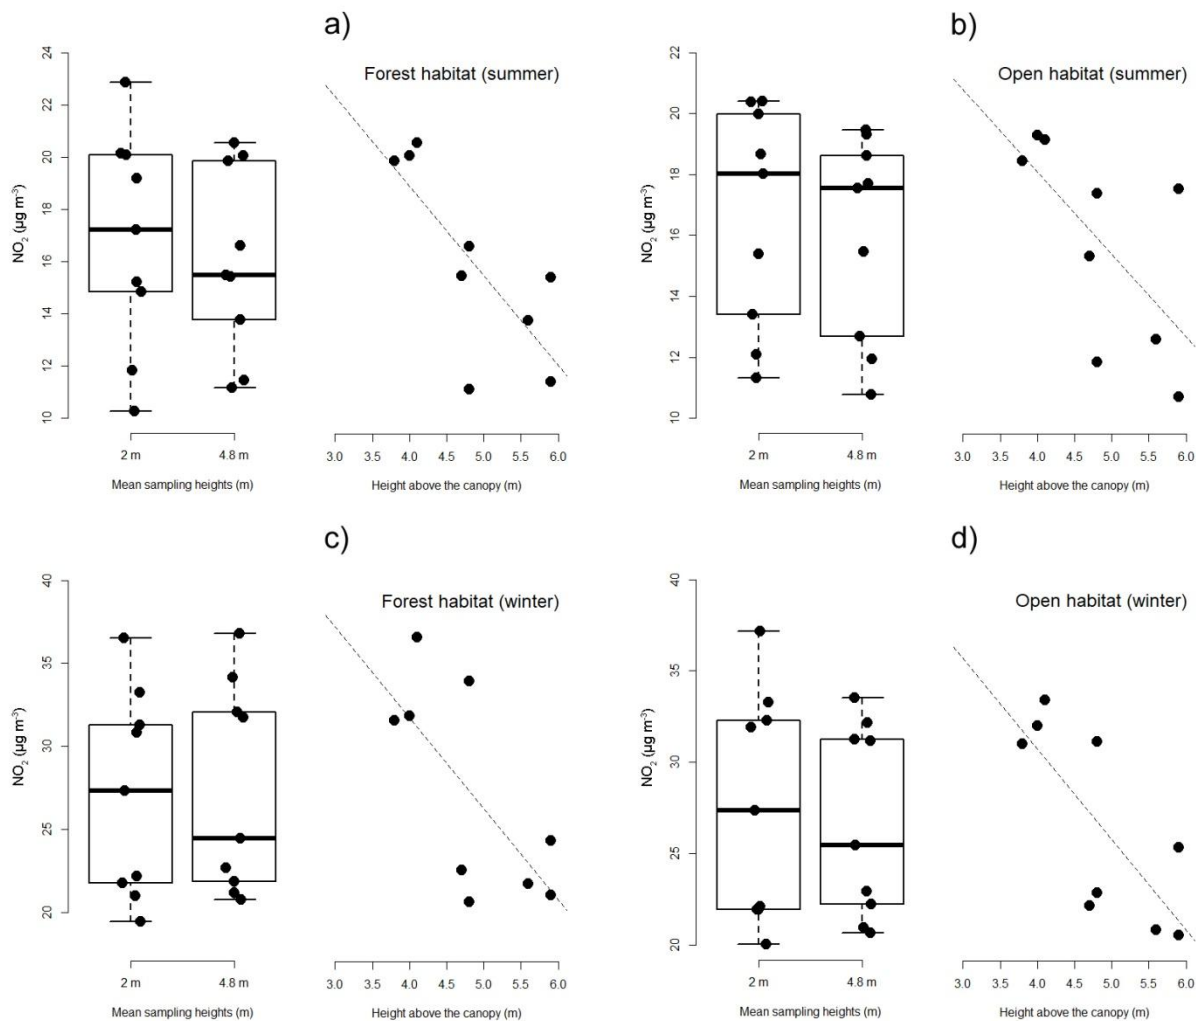 a)
Forest habitat (summer)
NO2 (µg m-3)
24
22
20
18
16
14
12
10
2 m 4.8 m
Mean sampling heights (m)
3.0 3.5 4.0 4.5 5.0 5.5 6.0
Height above the canopy (m)
b)
Open habitat (summer)
NO2 (µg m-3)
22
20
18
16
14
12
10
2 m 4.8 m
Mean sampling heights (m)
3.0 3.5 4.0 4.5 5.0 5.5 6.0
Height above the canopy (m)
c)
Forest habitat (winter)
NO2 (µg m-3)
40
35
30
25
20
2 m 4.8 m
Mean sampling heights (m)
3.0 3.5 4.0 4.5 5.0 5.5 6.0
Height above the canopy (m)
d)
Open habitat (winter)
NO2 (µg m-3)
40
35
30
25
20
2 m 4.8 m
Mean sampling heights (m)
3.0 3.5 4.0 4.5 5.0 5.5 6.0
Height above the canopy (m)